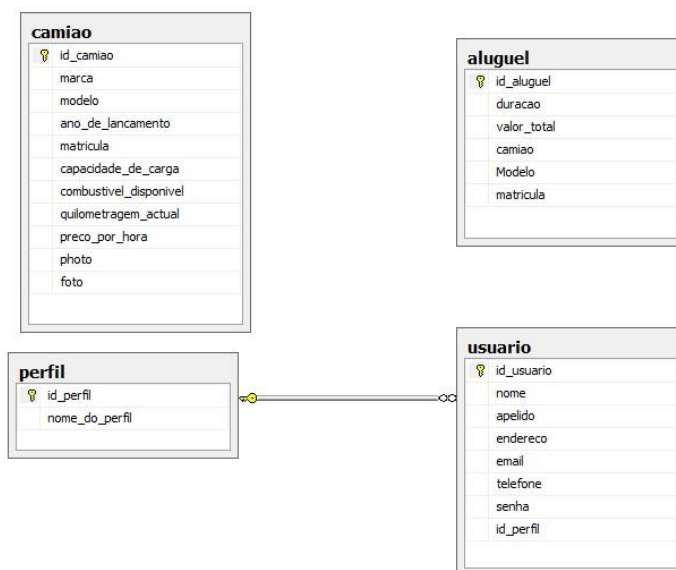 camiao
id_camiao
marca
modelo
ano_de_lancamento
matricula
capacidade_de_carga
combustivel_disponivel
quilometragem_actual
preco_por_hora
photo
foto
aluguel
id_aluguel
duracao
valor_total
camiao
Modelo
matricula
perfil
id_perfil
nome_do_perfil
usuario
id_usuario
nome
apelido
endereco
email
telefone
senha
id_perfil